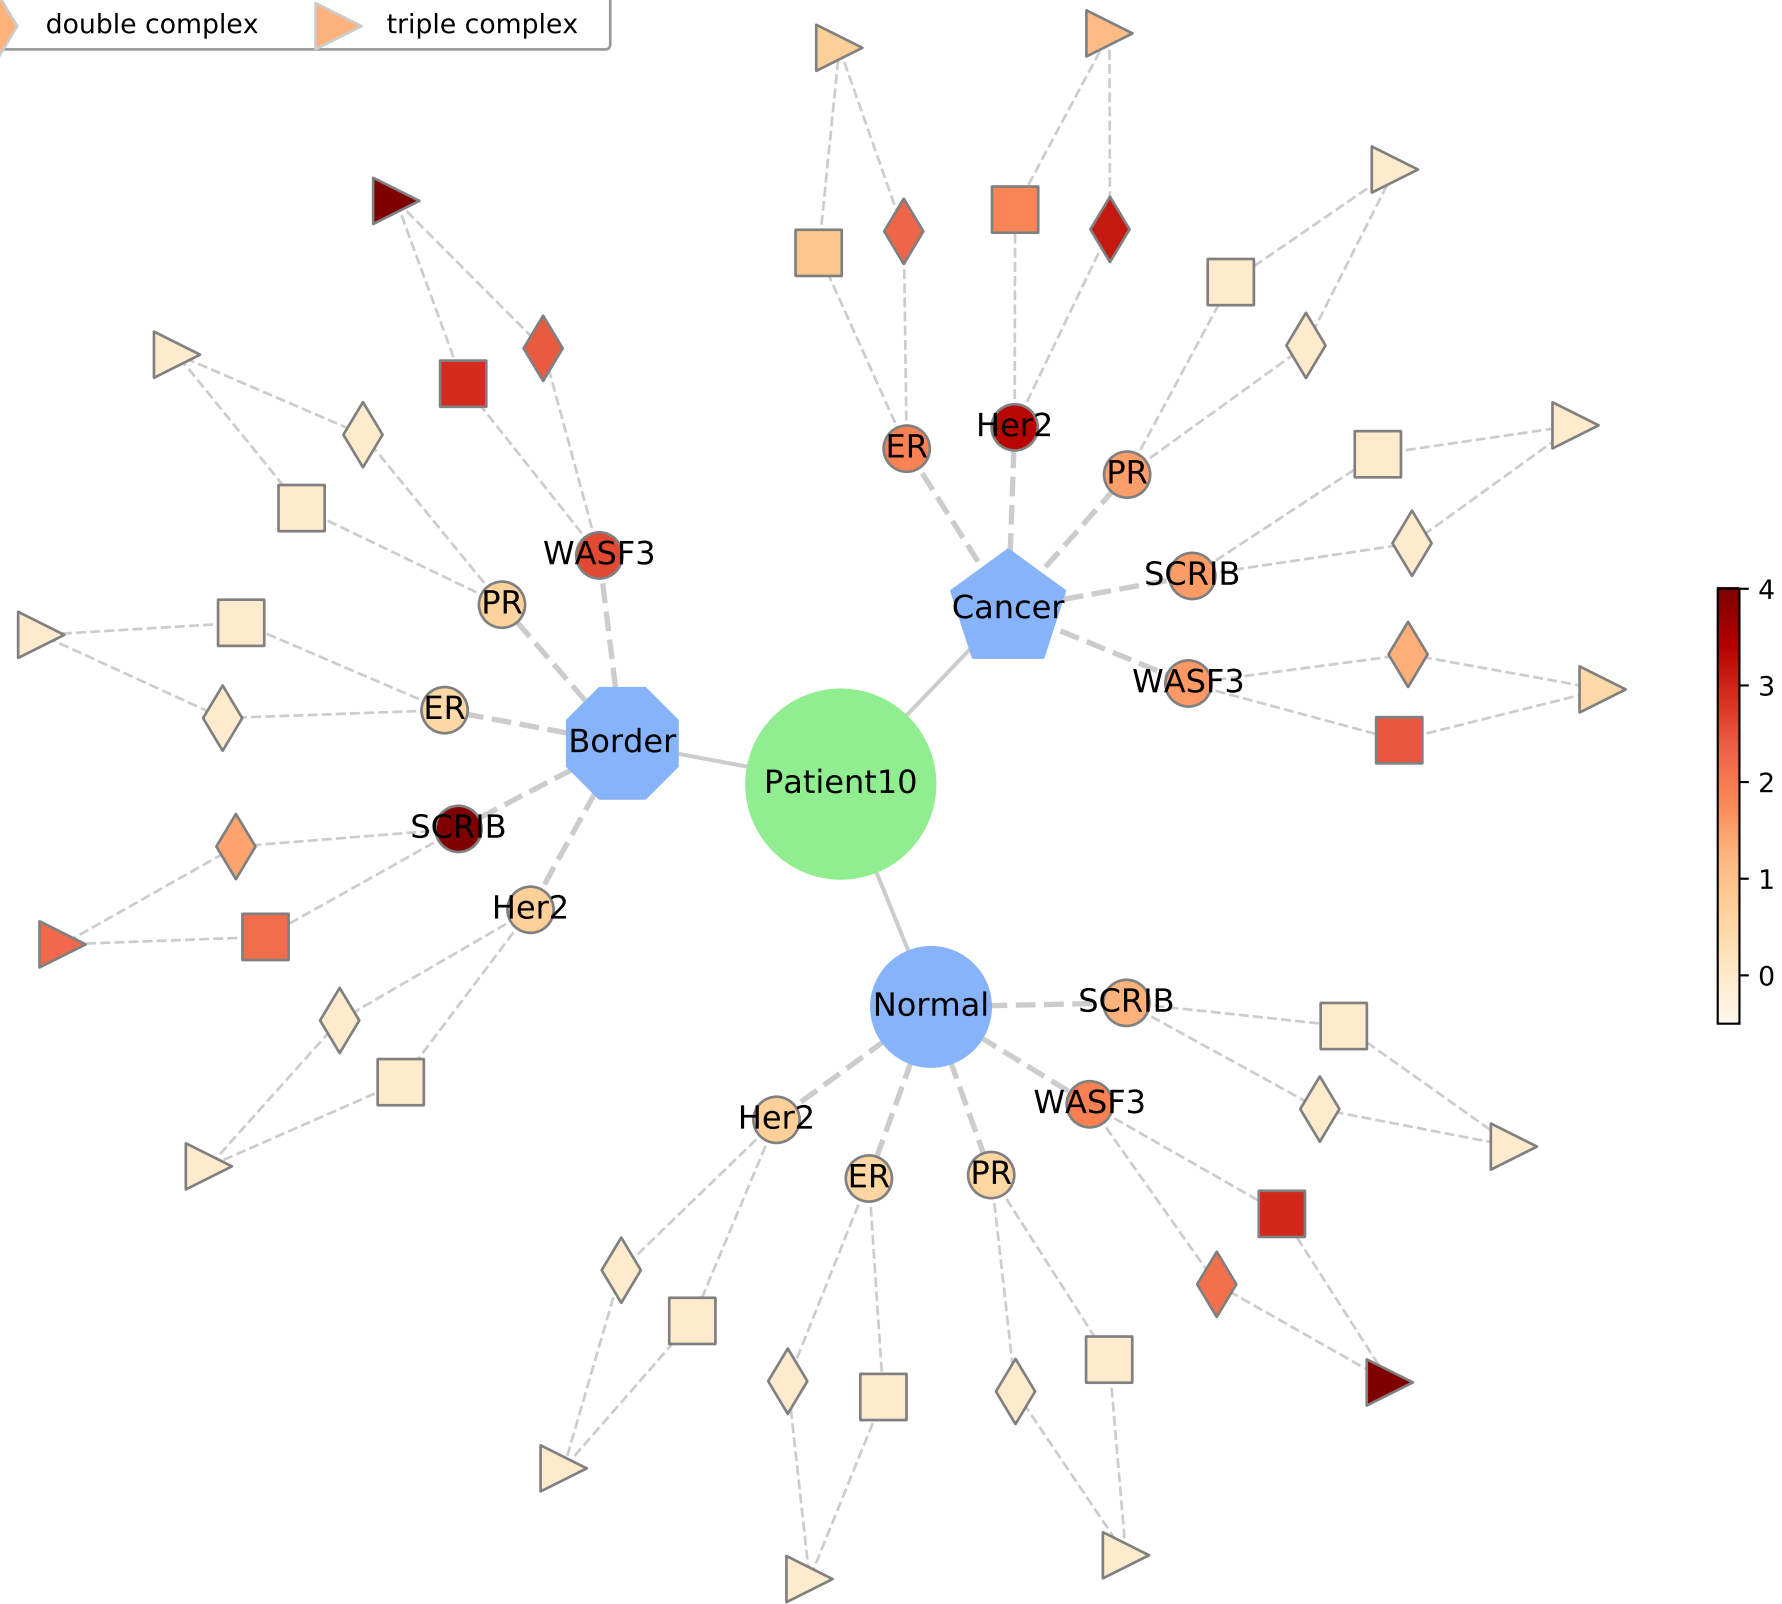 double complex
triple complex
ER
Her2
PR
WASF3
SCRIB
PR
Cancer
WASF3
ER
Border
Patient10
SCRIB
Her2
Normal
SCRIB
Her2
WASF3
ER
PR
4
3
2
1
0